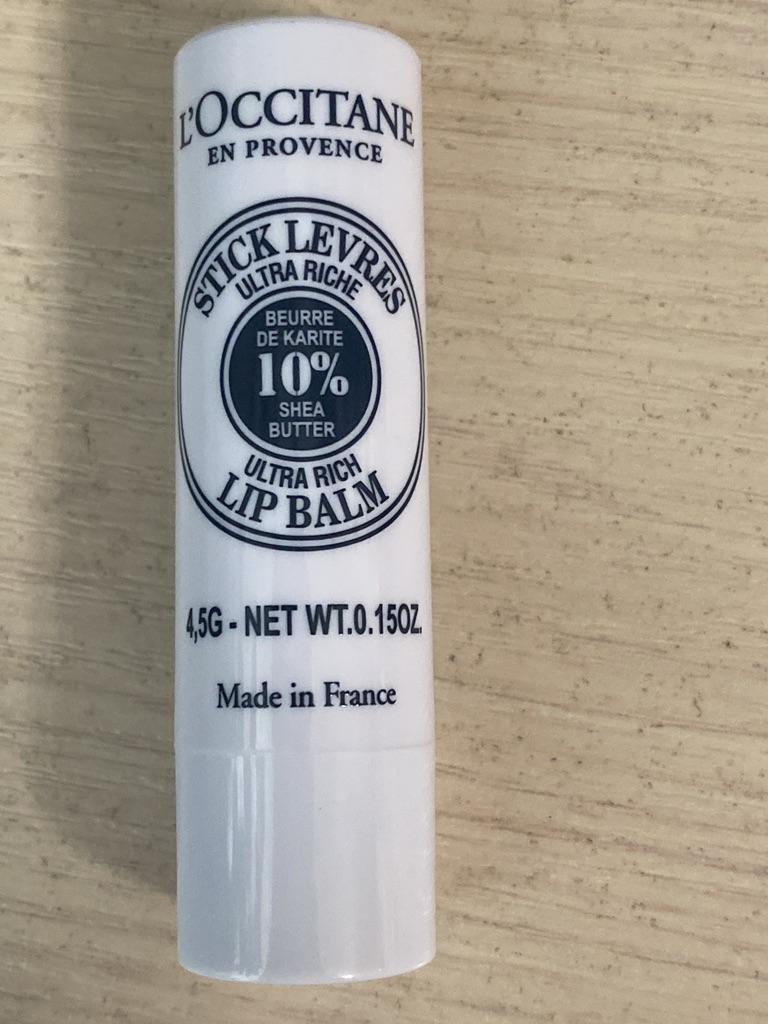 L'OCCITANE
EN PROVENCE
STICK LEVRES
ULTRA RICHE
BEURRE
DE KARITE
10%
SHEA
BUTTER
ULTRA RICH
LIP BALM
4,5G - NET WT.0.15OZ.
Made in France